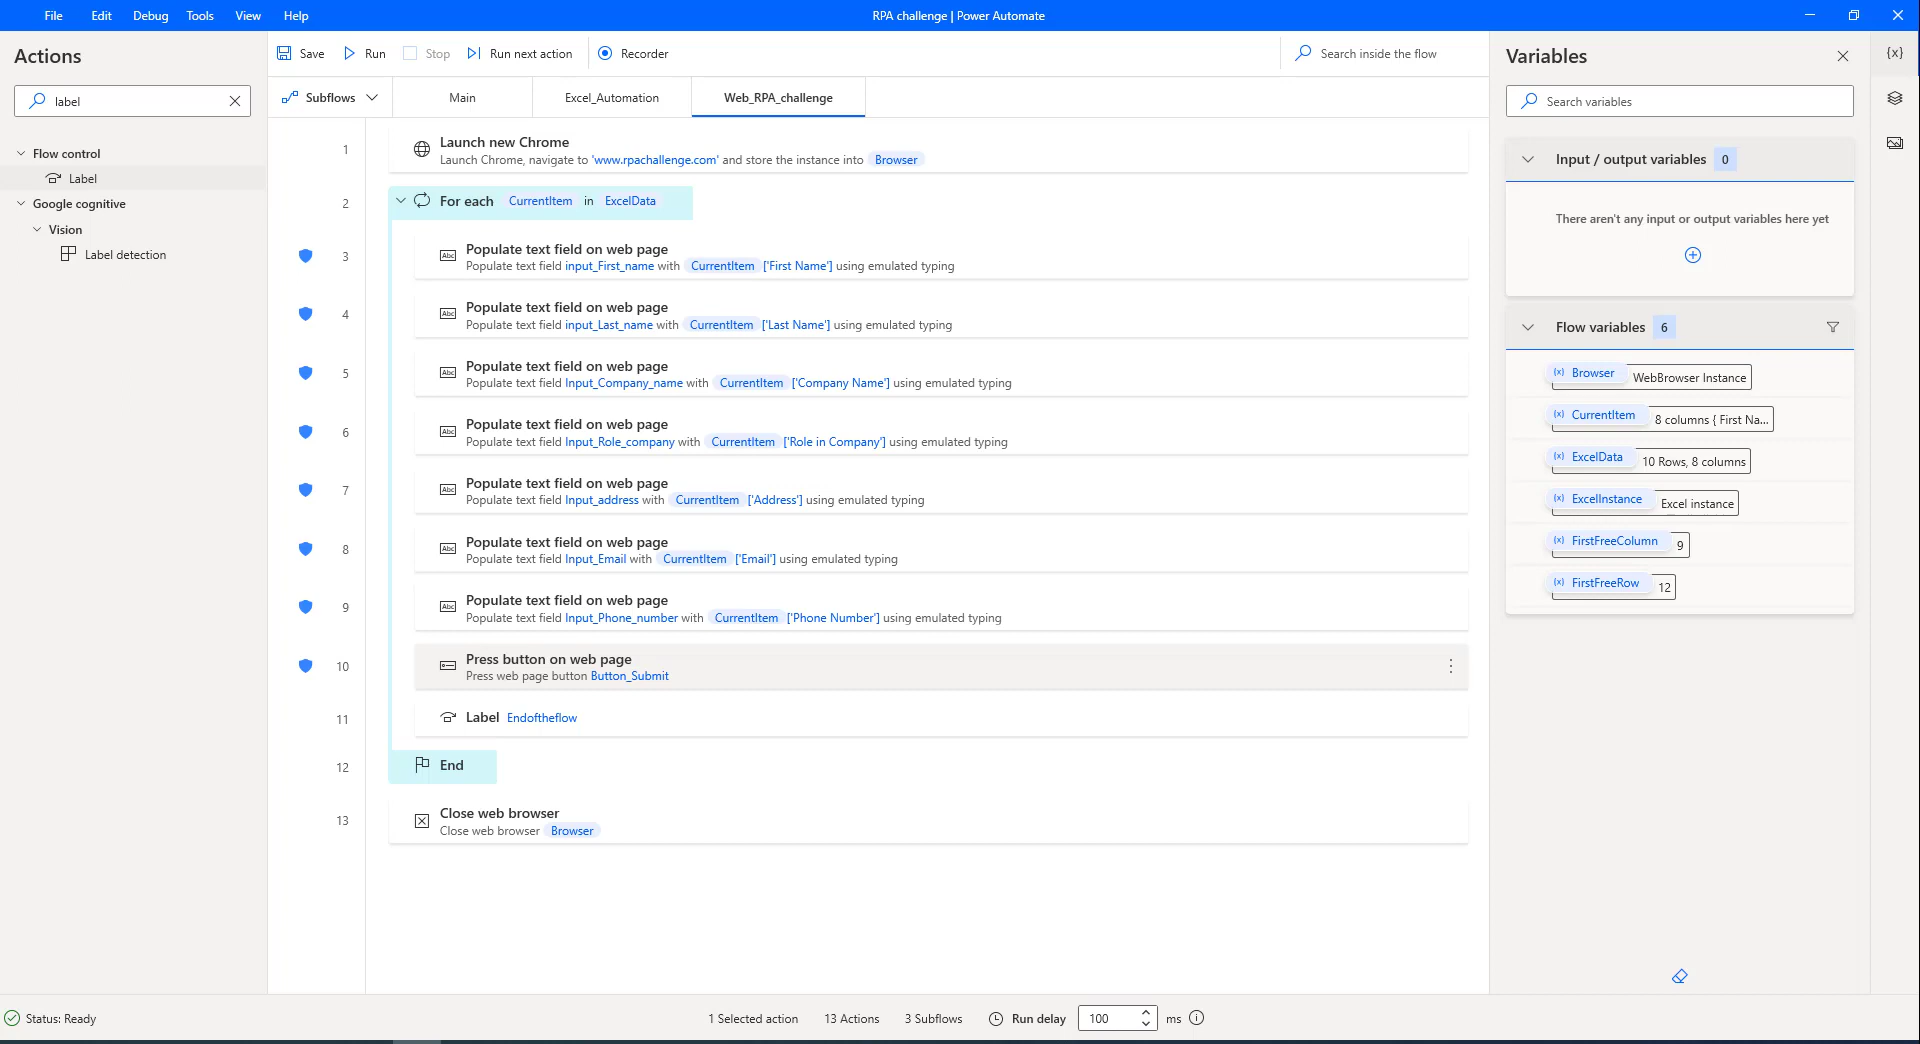 File Edit Debug Tools View Help
RPA challenge | Power Automate
Actions
label
Flow control
Label
Google cognitive
Vision
Label detection
Save Run Stop Run next action Recorder
Search inside the flow
Subflows Main Excel_Automation Web_RPA_challenge
1
Launch new Chrome
Launch Chrome, navigate to 'www.rpachallenge.com' and store the instance into Browser
2
For each CurrentItem in ExcelData
3
Abc
Populate text field on web page
Populate text field input_First_name with CurrentItem ['First Name'] using emulated typing
4
Abc
Populate text field on web page
Populate text field input_Last_name with CurrentItem ['Last Name'] using emulated typing
5
Abc
Populate text field on web page
Populate text field Input_Company_name with CurrentItem ['Company Name'] using emulated typing
6
Abc
Populate text field on web page
Populate text field Input_Role_company with CurrentItem ['Role in Company'] using emulated typing
7
Abc
Populate text field on web page
Populate text field Input_address with CurrentItem ['Address'] using emulated typing
8
Abc
Populate text field on web page
Populate text field Input_Email with CurrentItem ['Email'] using emulated typing
9
Abc
Populate text field on web page
Populate text field Input_Phone_number with CurrentItem ['Phone Number'] using emulated typing
10
Press button on web page
Press web page button Button_Submit
11
Label Endoftheflow
12
End
13
Close web browser
Close web browser Browser
Variables
{x}
Search variables
Input / output variables 0
There aren't any input or output variables here yet
Flow variables 6
(x) Browser WebBrowser Instance
(x) CurrentItem 8 columns { First Na...
(x) ExcelData 10 Rows, 8 columns
(x) ExcelInstance Excel instance
(x) FirstFreeColumn 9
(x) FirstFreeRow 12
Status: Ready
1 Selected action 13 Actions 3 Subflows Run delay 100 ms